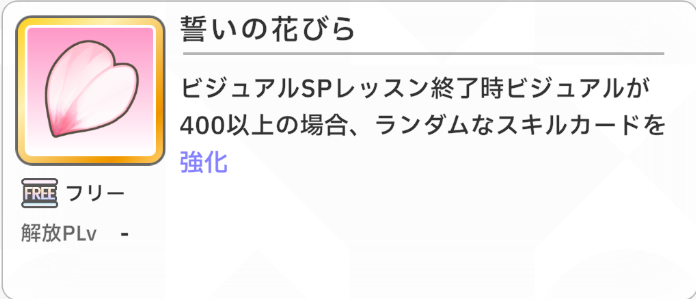 誓いの花びら
ビジュアルSPレッスン終了時ビジュアルが
400以上の場合、ランダムなスキルカードを
強化
FREE フリー
解放PLv -